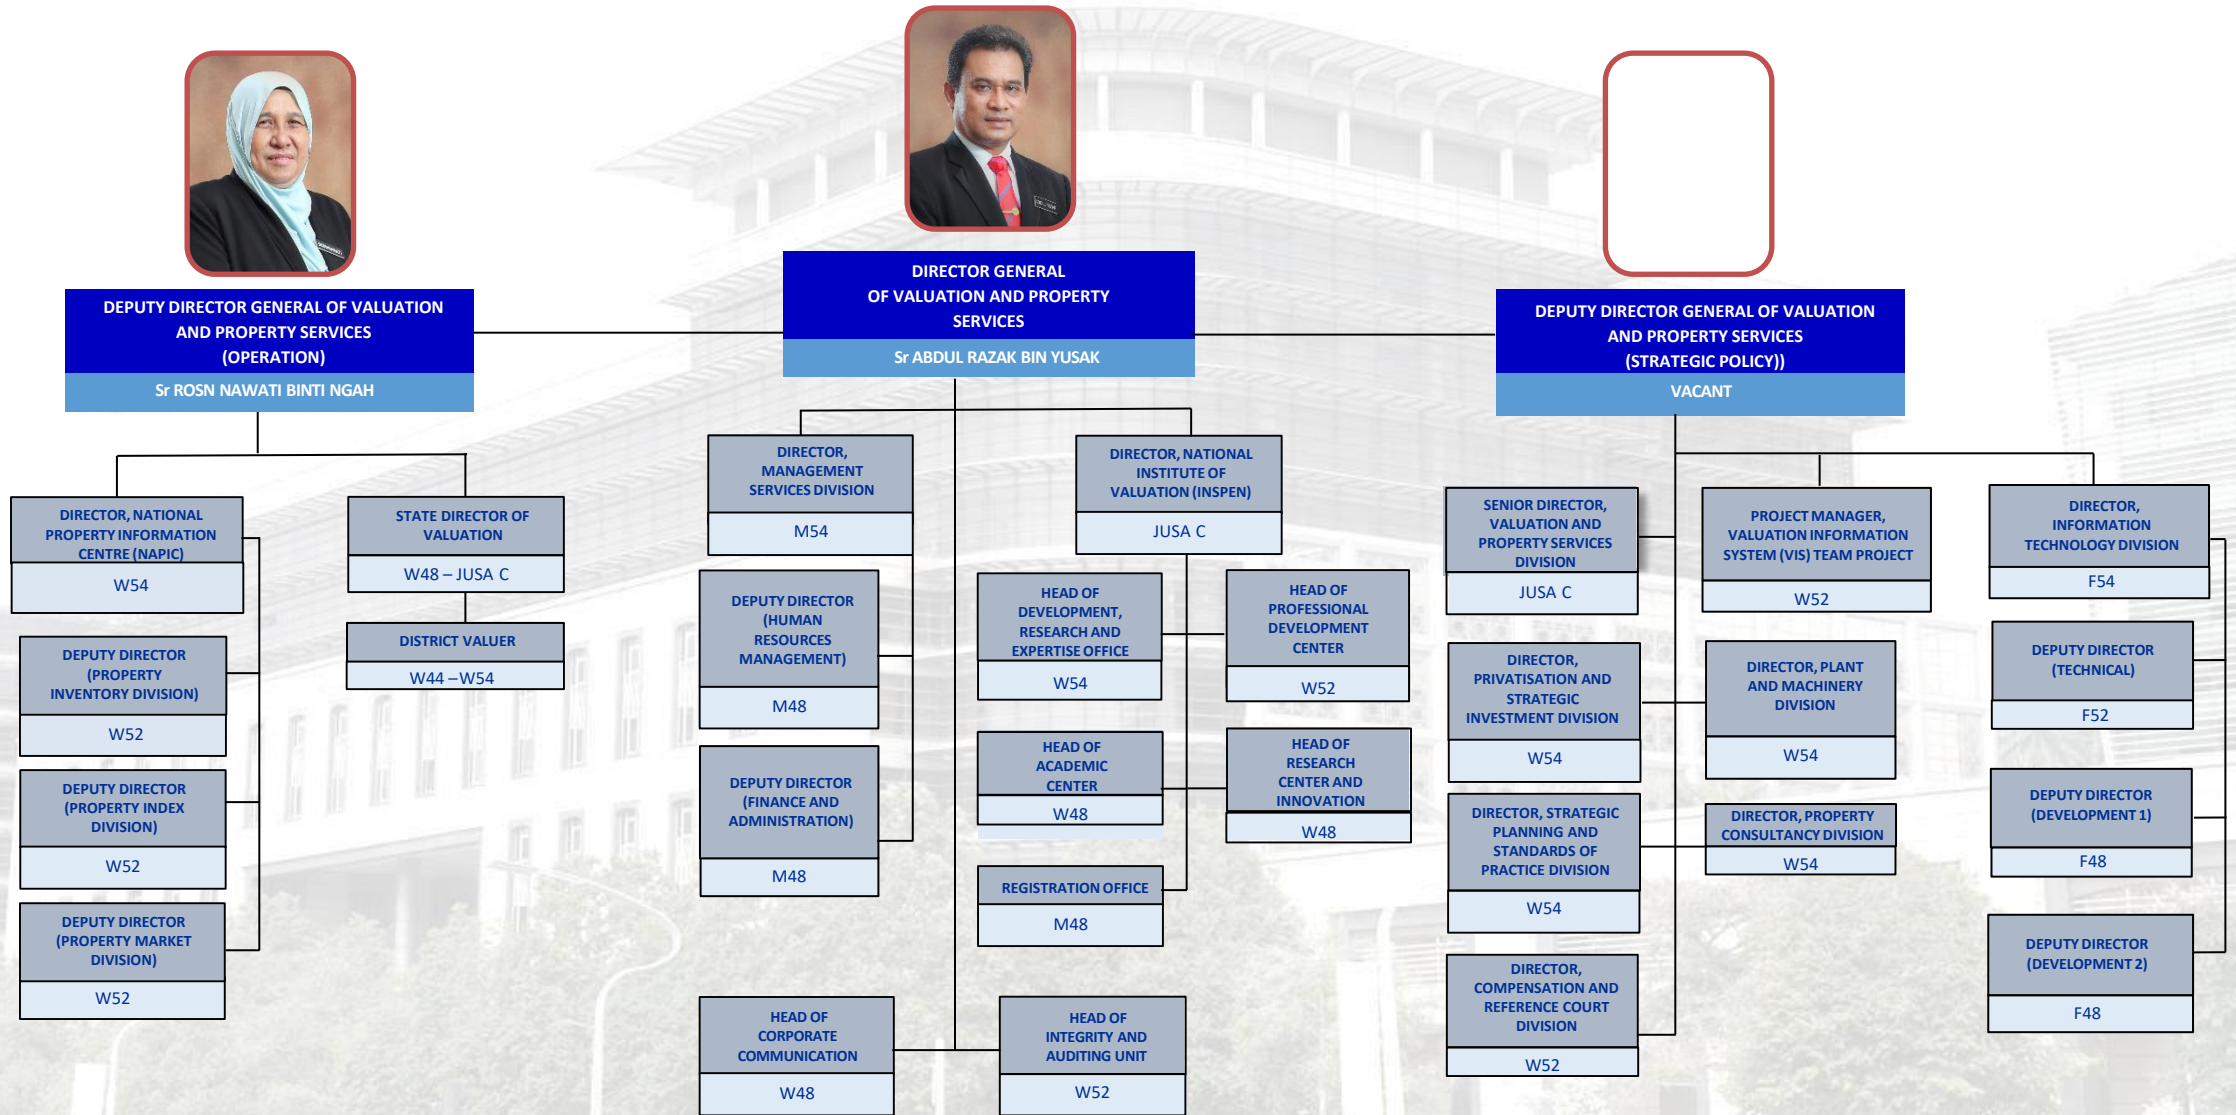 DIRECTOR GENERAL
OF VALUATION AND PROPERTY
SERVICES
Sr ABDUL RAZAK BIN YUSAK
DEPUTY DIRECTOR GENERAL OF VALUATION
AND PROPERTY SERVICES
(OPERATION)
Sr ROSN NAWATI BINTI NGAH
DEPUTY DIRECTOR GENERAL OF VALUATION
AND PROPERTY SERVICES
(STRATEGIC POLICY))
VACANT
DIRECTOR, NATIONAL
PROPERTY INFORMATION
CENTRE (NAPIC)
W54
DEPUTY DIRECTOR
(PROPERTY
INVENTORY DIVISION)
W52
DEPUTY DIRECTOR
(PROPERTY INDEX
DIVISION)
W52
DEPUTY DIRECTOR
(PROPERTY MARKET
DIVISION)
W52
STATE DIRECTOR OF
VALUATION
W48 – JUSA C
DISTRICT VALUER
W44 – W54
DIRECTOR,
MANAGEMENT
SERVICES DIVISION
M54
DEPUTY DIRECTOR
(HUMAN
RESOURCES
MANAGEMENT)
M48
DEPUTY DIRECTOR
(FINANCE AND
ADMINISTRATION)
M48
DIRECTOR, NATIONAL
INSTITUTE OF
VALUATION (INSPEN)
JUSA C
HEAD OF
DEVELOPMENT,
RESEARCH AND
EXPERTISE OFFICE
W54
HEAD OF
PROFESSIONAL
DEVELOPMENT
CENTER
W52
HEAD OF
ACADEMIC
CENTER
W48
HEAD OF
RESEARCH
CENTER AND
INNOVATION
W48
REGISTRATION OFFICE
M48
HEAD OF
CORPORATE
COMMUNICATION
W48
HEAD OF
INTEGRITY AND
AUDITING UNIT
W52
SENIOR DIRECTOR,
VALUATION AND
PROPERTY SERVICES
DIVISION
JUSA C
PROJECT MANAGER,
VALUATION INFORMATION
SYSTEM (VIS) TEAM PROJECT
W52
DIRECTOR,
PRIVATISATION AND
STRATEGIC
INVESTMENT DIVISION
W54
DIRECTOR, PLANT
AND MACHINERY
DIVISION
W54
DIRECTOR, STRATEGIC
PLANNING AND
STANDARDS OF
PRACTICE DIVISION
W54
DIRECTOR, PROPERTY
CONSULTANCY DIVISION
W54
DIRECTOR,
COMPENSATION AND
REFERENCE COURT
DIVISION
W52
DIRECTOR,
INFORMATION
TECHNOLOGY DIVISION
F54
DEPUTY DIRECTOR
(TECHNICAL)
F52
DEPUTY DIRECTOR
(DEVELOPMENT 1)
F48
DEPUTY DIRECTOR
(DEVELOPMENT 2)
F48